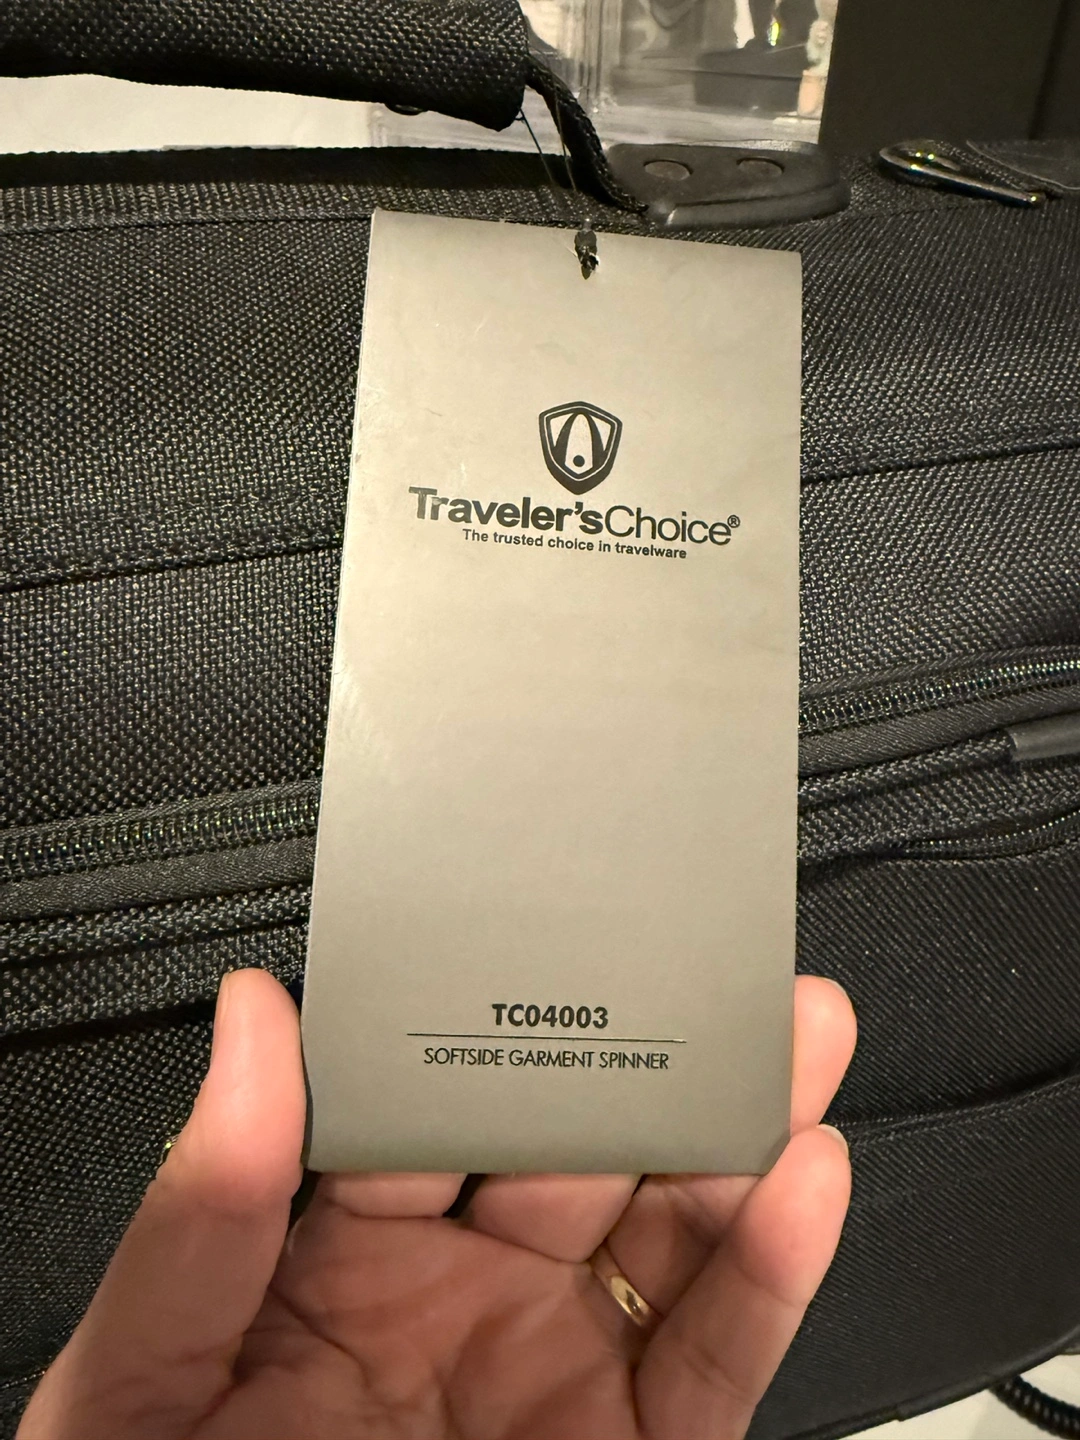 Traveler'sChoice®
The trusted choice in travelware
TC04003
SOFTSIDE GARMENT SPINNER